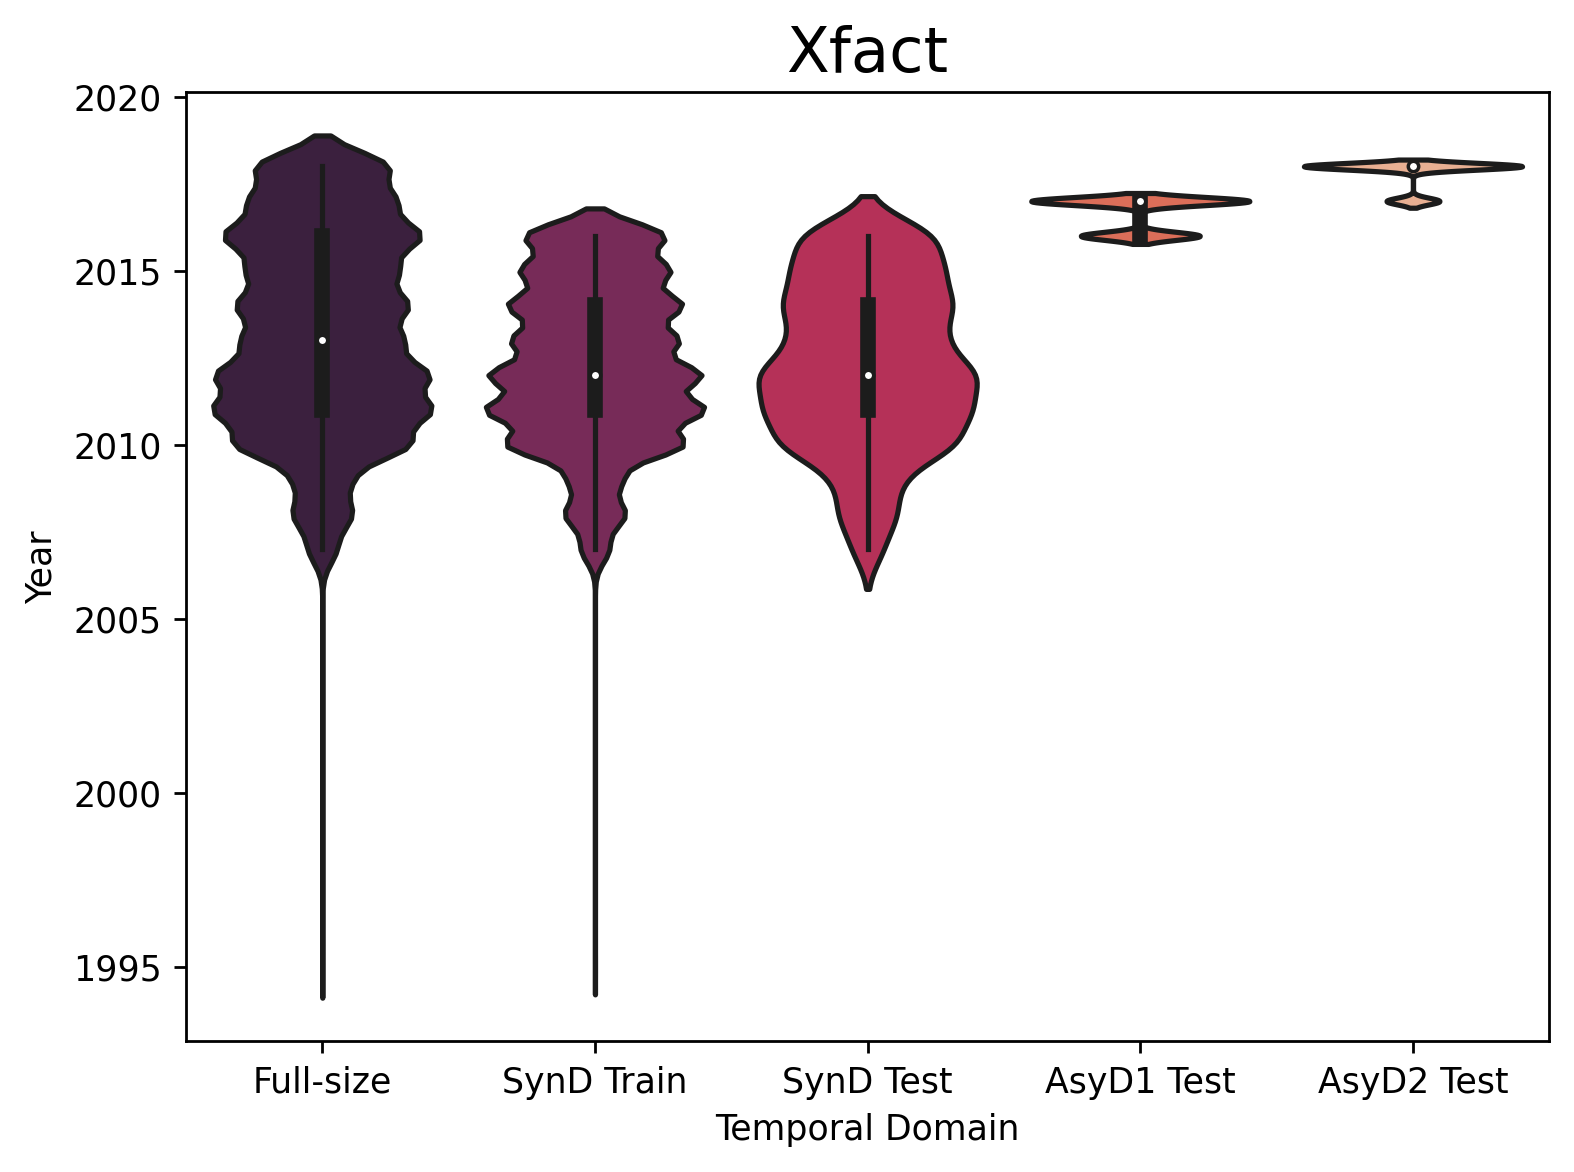 Xfact
2020
2015
2010
2005
2000
1995
Year
Full-size
SynD Train
SynD Test
AsyD1 Test
AsyD2 Test
Temporal Domain